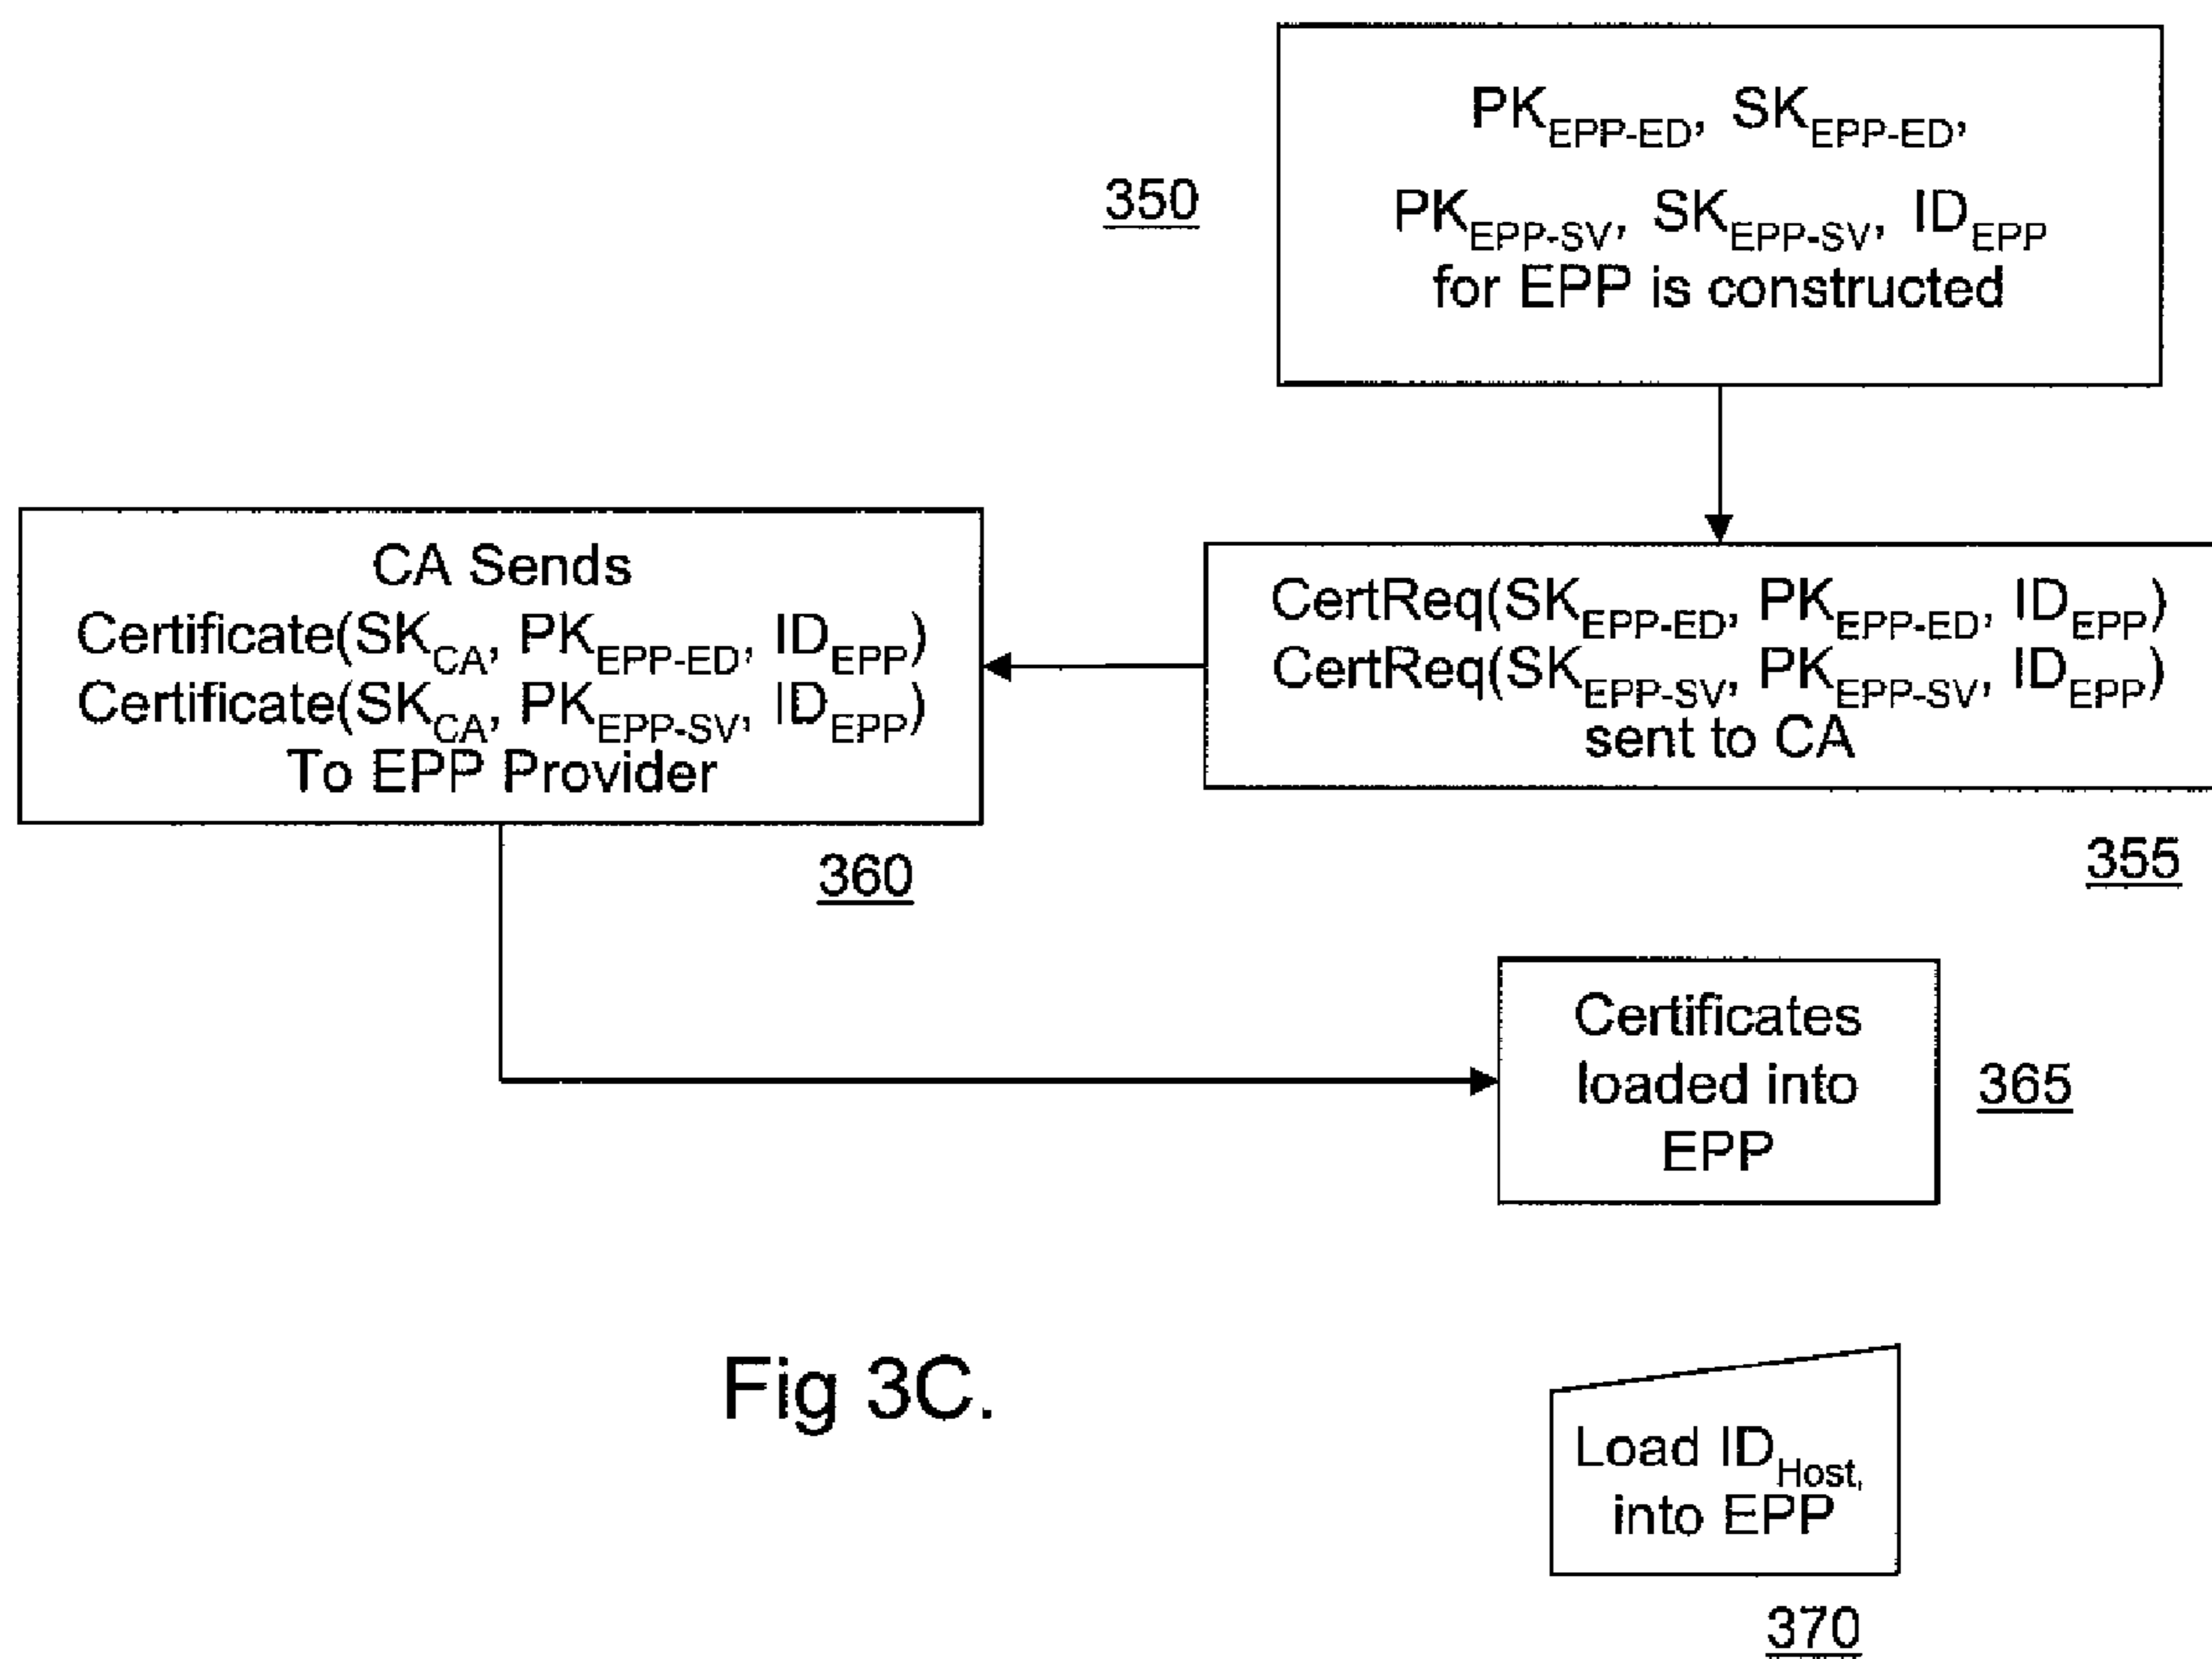 PK_EPP-ED, SK_EPP-ED,
PK_EPP-SV, SK_EPP-SV, ID_EPP
for EPP is constructed
350
CertReq(SK_EPP-ED, PK_EPP-ED, ID_EPP)
CertReq(SK_EPP-SV, PK_EPP-SV, ID_EPP)
sent to CA
355
CA Sends
Certificate(SK_CA, PK_EPP-ED, ID_EPP)
Certificate(SK_CA, PK_EPP-SV, ID_EPP)
To EPP Provider
360
Certificates
loaded into
EPP
365
Fig 3C.
Load ID_Host,
into EPP
370